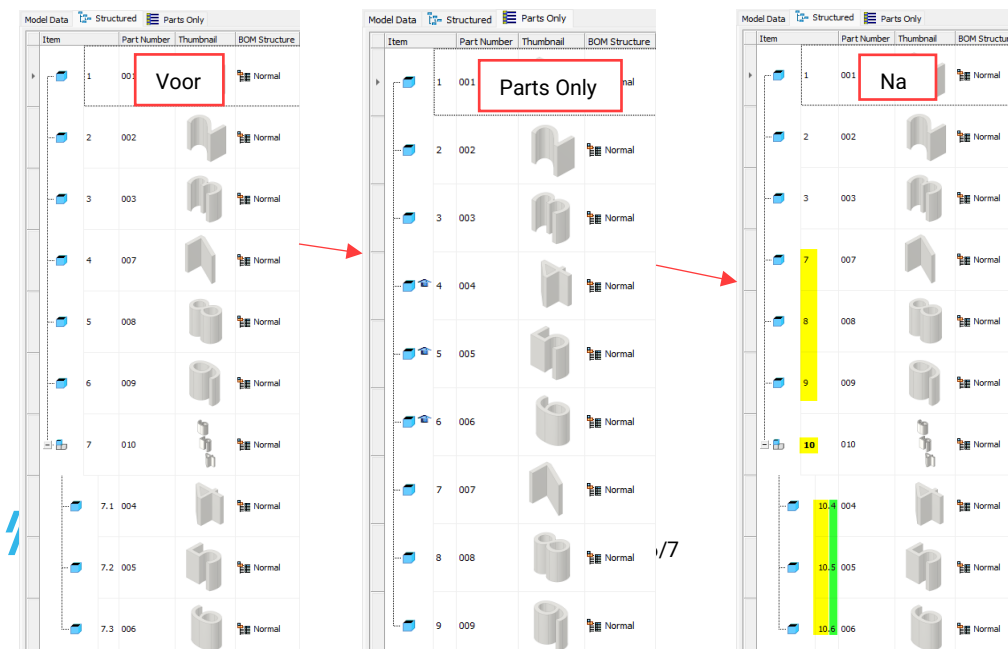 Model Data Structured Parts Only
Item Part Number Thumbnail BOM Structure
1 001 Normal
Voor
2 002 Normal
3 003 Normal
4 007 Normal
5 008 Normal
6 009 Normal
7 010 Normal
7.1 004 Normal
7.2 005 Normal
7.3 006 Normal
Model Data Structured Parts Only
Item Part Number Thumbnail BOM Structure
1 001 mal
Parts Only
2 002 Normal
3 003 Normal
4 004 Normal
5 005 Normal
6 006 Normal
7 007 Normal
8 008 Normal
9 009 Normal
/7
Model Data Structured Parts Only
Item Part Number Thumbnail BOM Structur
1 001 Normal
Na
2 002 Normal
3 003 Normal
7 007 Normal
8 008 Normal
9 009 Normal
10 010 Normal
10.4 004 Normal
10.5 005 Normal
10.6 006 Normal